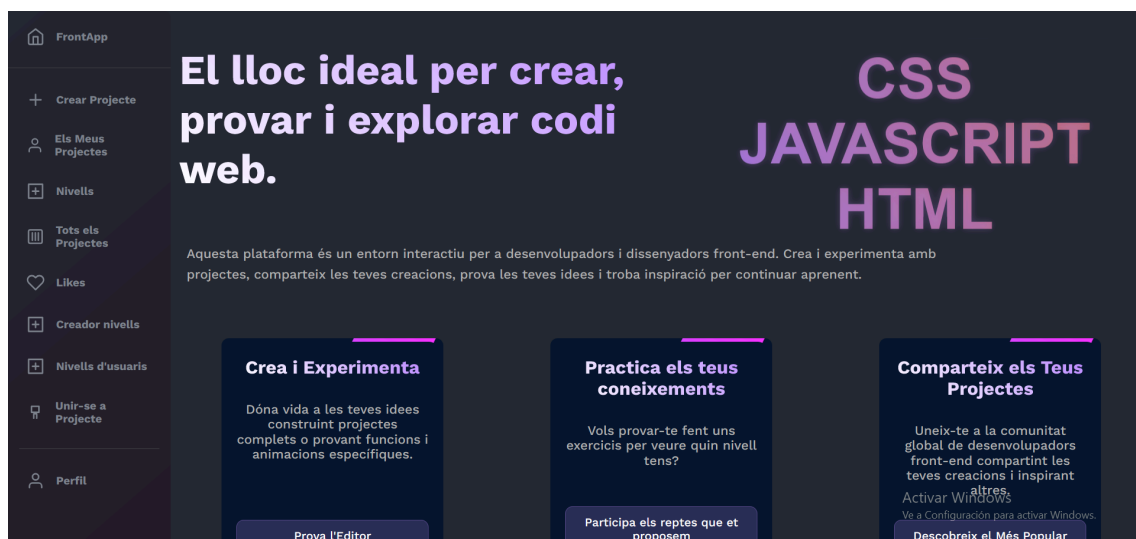 FrontApp
Crear Projecte
Els Meus
Projectes
Nivells
Tots els
Projectes
Likes
Creador nivells
Nivells d'usuaris
Unir-se a
Projecte
Perfil
El lloc ideal per crear,
provar i explorar codi
web.
CSS
JAVASCRIPT
HTML
Aquesta plataforma és un entorn interactiu per a desenvolupadors i dissenyadors front-end. Crea i experimenta amb
projectes, comparteix les teves creacions, prova les teves idees i troba inspiració per continuar aprenent.
Crea i Experimenta
Dóna vida a les teves idees
construint projectes
complets o provant funcions i
animacions específiques.
Prova l'Editor
Practica els teus
coneixements
Vols provar-te fent uns
exercicis per veure quin nivell
tens?
Participa els reptes que et
proposem
Comparteix els Teus
Projectes
Uneix-te a la comunitat
global de desenvolupadors
front-end compartint les
teves creacions i inspirant
altres.
Descobreix el Més Popular
Activar Windows
Ve a Configuración para activar Windows.